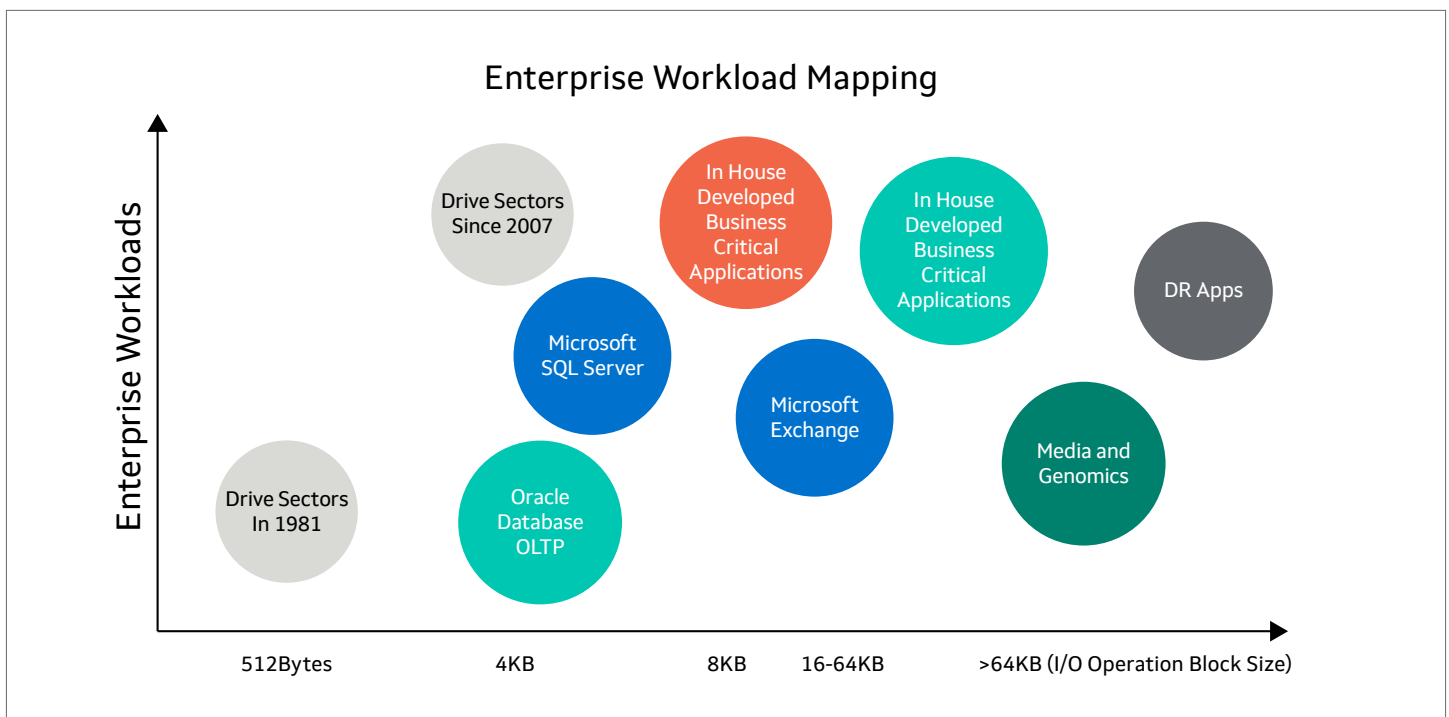 Enterprise Workload Mapping
Enterprise Workloads
Drive Sectors
Since 2007
In House
Developed
Business
Critical
Applications
In House
Developed
Business
Critical
Applications
DR Apps
Microsoft
SQL Server
Microsoft
Exchange
Media and
Genomics
Drive Sectors
In 1981
Oracle
Database
OLTP
512Bytes
4KB
8KB
16-64KB
>64KB (I/O Operation Block Size)